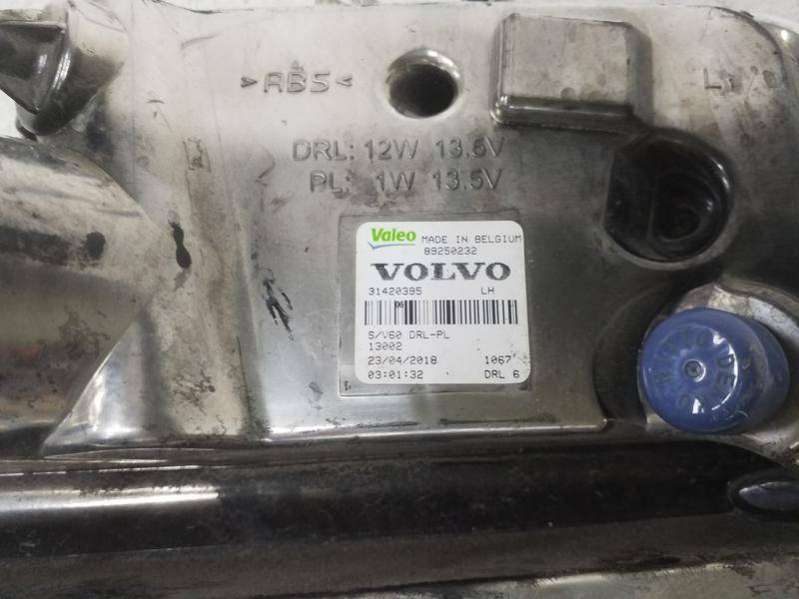 >ABS<
DRL: 12W 13.5V
PL: 1W 13.5V
Valeo MADE IN BELGIUM
89250232
VOLVO
31420395 LH
S/V60 DRL-PL
13002
23/04/2018 1067
03:01:32 DRL 6